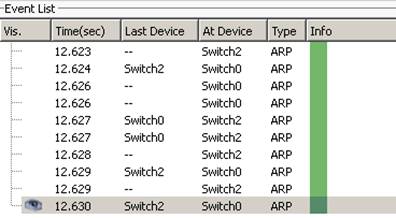 Event List
Vis. Time(sec) Last Device At Device Type Info
12.623 -- Switch2 ARP
12.624 Switch2 Switch0 ARP
12.626 -- Switch0 ARP
12.626 -- Switch0 ARP
12.627 Switch0 Switch2 ARP
12.627 Switch0 Switch2 ARP
12.628 -- Switch2 ARP
12.629 Switch2 Switch0 ARP
12.629 -- Switch2 ARP
12.630 Switch2 Switch0 ARP